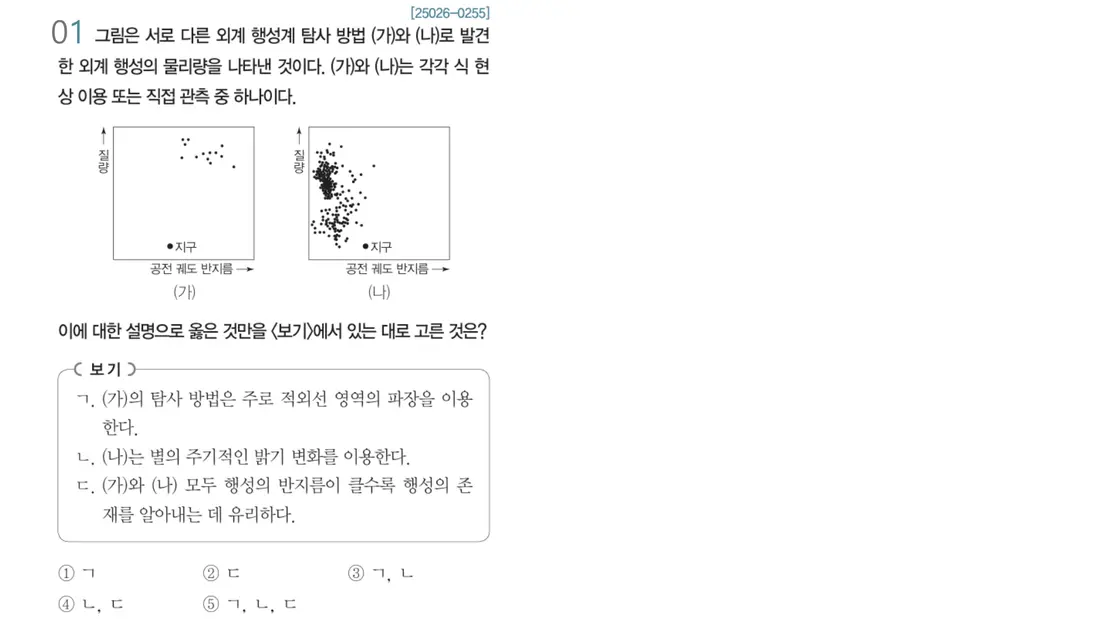 [25026-0255]
01 그림은 서로 다른 외계 행성계 탐사 방법 (가)와 (나)로 발견
한 외계 행성의 물리량을 나타낸 것이다. (가)와 (나)는 각각 식 현
상 이용 또는 직접 관측 중 하나이다.
↑
질량
지구
공전 궤도 반지름→
(가)
↑
질량
지구
공전 궤도 반지름→
(나)
이에 대한 설명으로 옳은 것만을 〈보기〉에서 있는 대로 고른 것은?
보기
ㄱ. (가)의 탐사 방법은 주로 적외선 영역의 파장을 이용
한다.
ㄴ. (나)는 별의 주기적인 밝기 변화를 이용한다.
ㄷ. (가)와 (나) 모두 행성의 반지름이 클수록 행성의 존
재를 알아내는 데 유리하다.
① ㄱ ② ㄷ ③ ㄱ, ㄴ
④ ㄴ, ㄷ ⑤ ㄱ, ㄴ, ㄷ